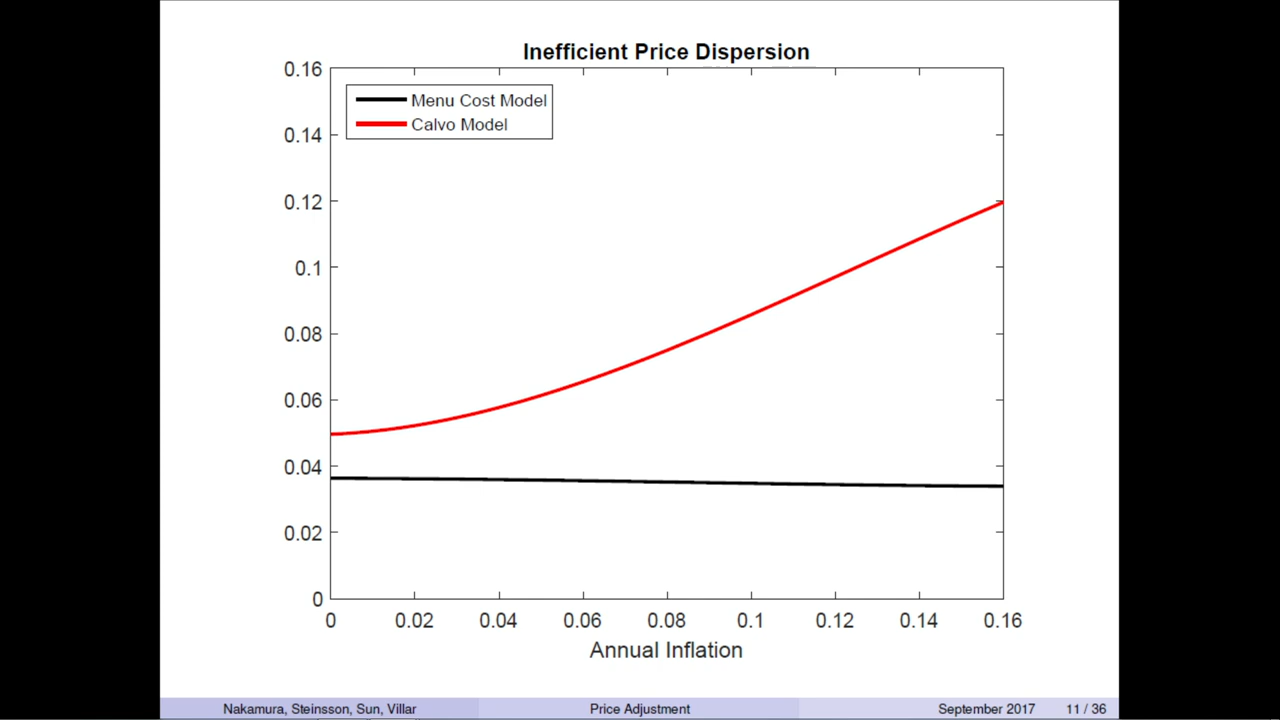 Inefficient Price Dispersion
Menu Cost Model
Calvo Model
0.16
0.14
0.12
0.1
0.08
0.06
0.04
0.02
0
0 0.02 0.04 0.06 0.08 0.1 0.12 0.14 0.16
Annual Inflation
Nakamura, Steinsson, Sun, Villar Price Adjustment September 2017 11 / 36